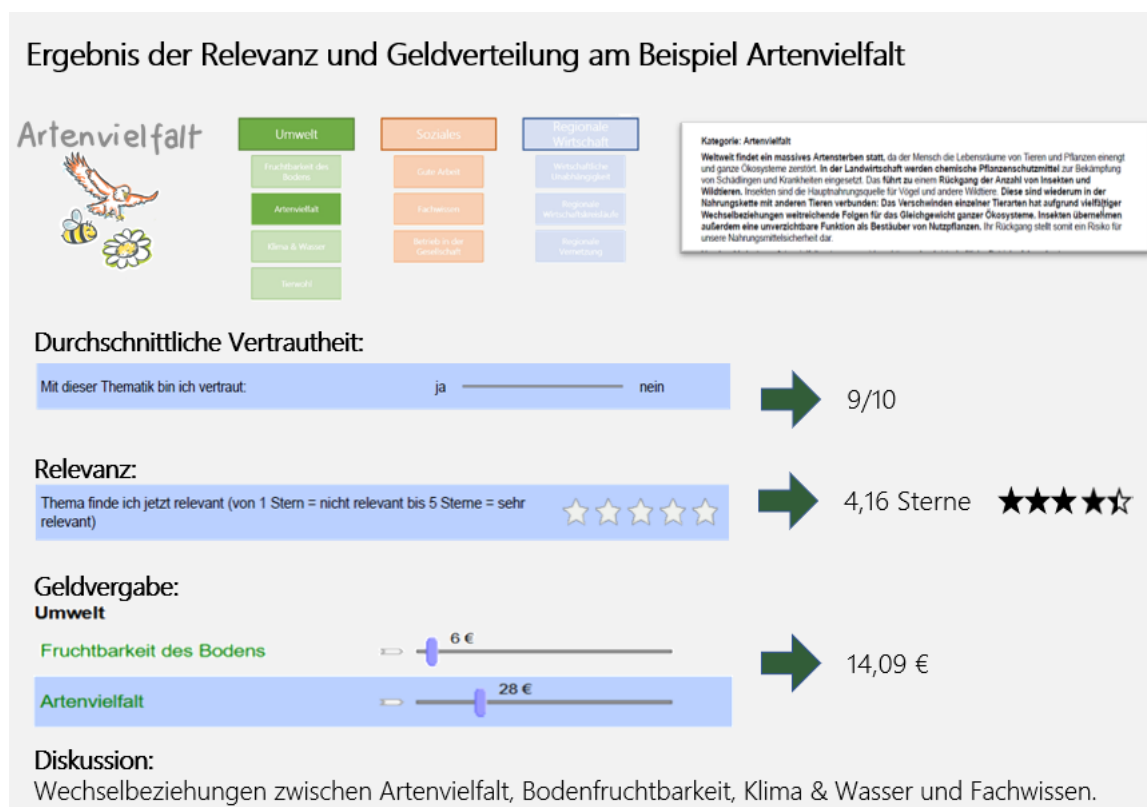 Ergebnis der Relevanz und Geldverteilung am Beispiel Artenvielfalt
Artenvielfalt
Umwelt
Fruchtbarkeit des
Bodens
Artenvielfalt
Klima & Wasser
Tierwohl
Soziales
Gute Arbeit
Fachwissen
Betrieb in der
Gesellschaft
Regionale
Wirtschaft
Wirtschaftliche
Unabhängigkeit
Regionale
Wirtschaftskreisläufe
Regionale
Vernetzung
Kategorie: Artenvielfalt
Weltweit findet ein massives Artensterben statt, da der Mensch die Lebensräume von Tieren und Pflanzen einengt
und ganze Ökosysteme zerstört. In der Landwirtschaft werden chemische Pflanzenschutzmittel zur Bekämpfung
von Schädlingen und Krankheiten eingesetzt. Das führt zu einem Rückgang der Anzahl von Insekten und
Wildtieren. Insekten sind die Hauptnahrungsquelle für Vögel und andere Wildtiere. Diese sind wiederum in der
Nahrungskette mit anderen Tieren verbunden: Das Verschwinden einzelner Tierarten hat aufgrund vielfältiger
Wechselbeziehungen weitreichende Folgen für das Gleichgewicht ganzer Ökosysteme. Insekten übernehmen
außerdem eine unverzichtbare Funktion als Bestäuber von Nutzpflanzen. Ihr Rückgang stellt somit ein Risiko für
unsere Nahrungsmittelsicherheit dar.
Durchschnittliche Vertrautheit:
Mit dieser Thematik bin ich vertraut: ja nein
9/10
Relevanz:
Thema finde ich jetzt relevant (von 1 Stern = nicht relevant bis 5 Sterne = sehr
relevant)
4,16 Sterne
Geldvergabe:
Umwelt
Fruchtbarkeit des Bodens 6 €
Artenvielfalt 28 €
14,09 €
Diskussion:
Wechselbeziehungen zwischen Artenvielfalt, Bodenfruchtbarkeit, Klima & Wasser und Fachwissen.